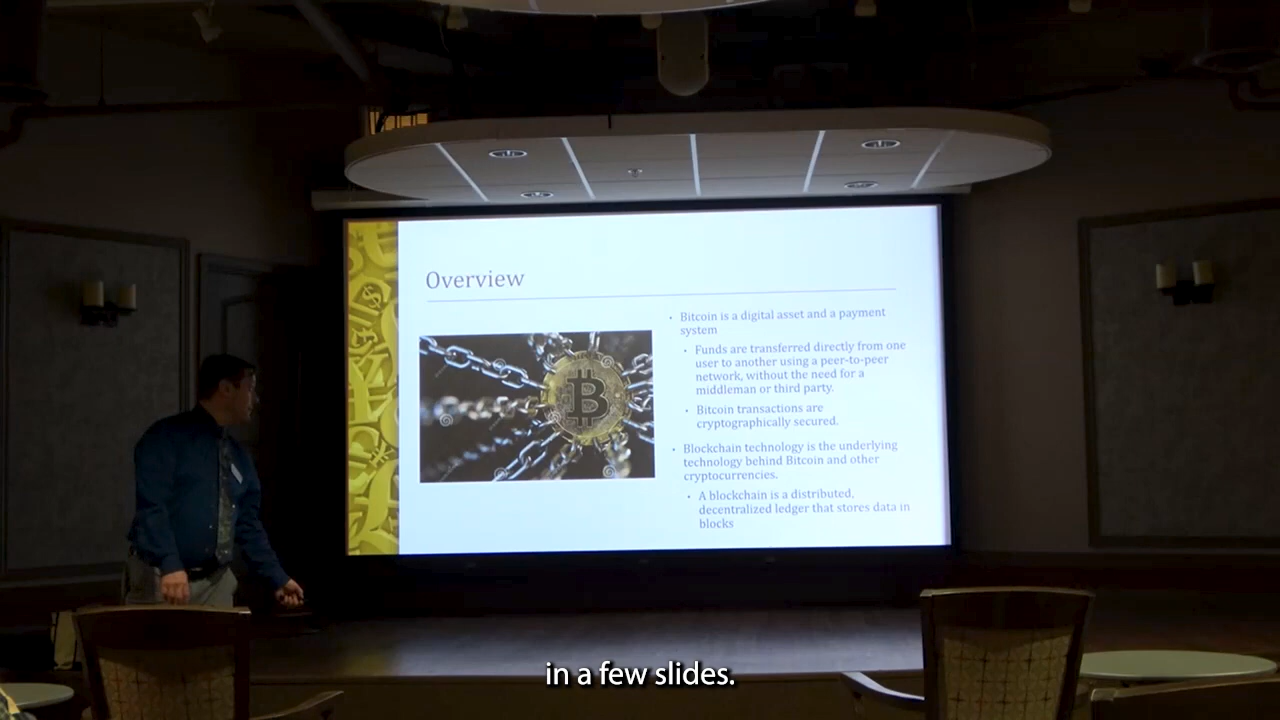 Overview
• Bitcoin is a digital asset and a payment
system
• Funds are transferred directly from one
user to another using a peer-to-peer
network, without the need for a
middleman or third party.
• Bitcoin transactions are
cryptographically secured.
• Blockchain technology is the underlying
technology behind Bitcoin and other
cryptocurrencies.
• A blockchain is a distributed,
decentralized ledger that stores data in
blocks
in a few slides.